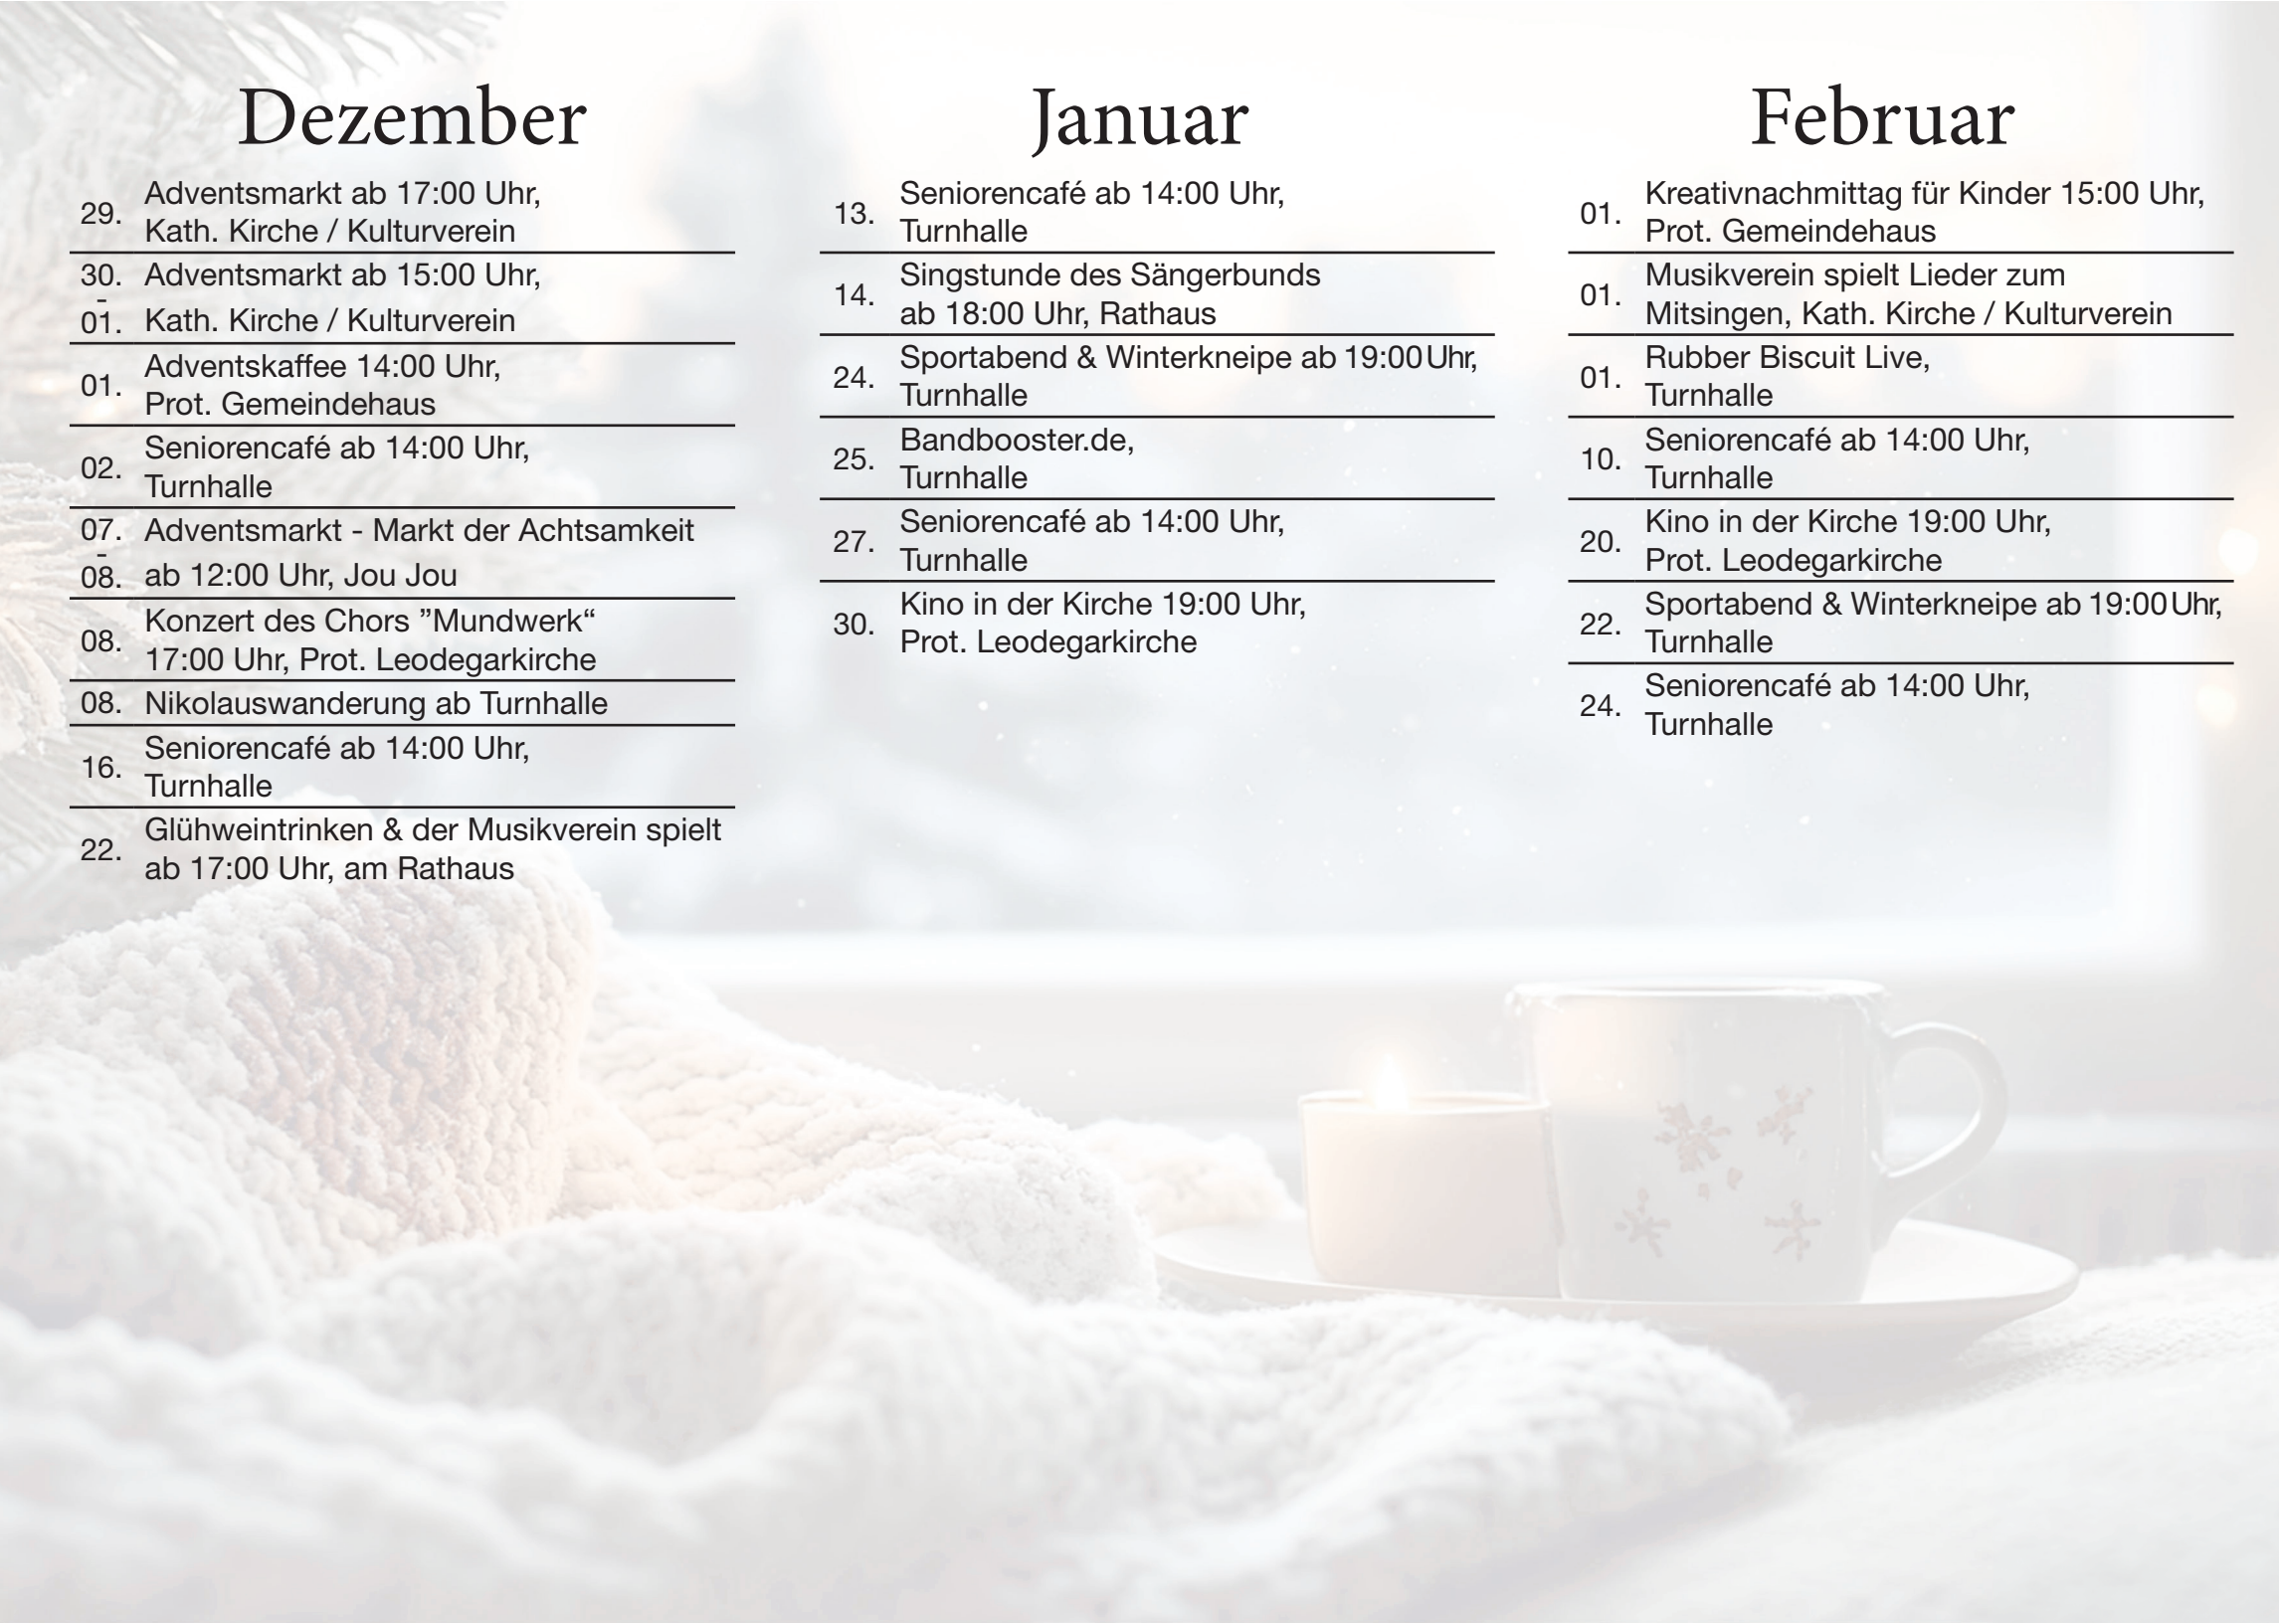 Dezember
29.
Adventsmarkt ab 17:00 Uhr,
Kath. Kirche / Kulturverein
30.
-
01.
Adventsmarkt ab 15:00 Uhr,
Kath. Kirche / Kulturverein
01.
Adventskaffee 14:00 Uhr,
Prot. Gemeindehaus
02.
Seniorencafé ab 14:00 Uhr,
Turnhalle
07.
-
08.
Adventsmarkt - Markt der Achtsamkeit
ab 12:00 Uhr, Jou Jou
08.
Konzert des Chors ”Mundwerk“
17:00 Uhr, Prot. Leodegarkirche
08. Nikolauswanderung ab Turnhalle
16.
Seniorencafé ab 14:00 Uhr,
Turnhalle
22.
Glühweintrinken & der Musikverein spielt
ab 17:00 Uhr, am Rathaus
Januar
13.
Seniorencafé ab 14:00 Uhr,
Turnhalle
14.
Singstunde des Sängerbunds
ab 18:00 Uhr, Rathaus
24.
Sportabend & Winterkneipe ab 19:00 Uhr,
Turnhalle
25.
Bandbooster.de,
Turnhalle
27.
Seniorencafé ab 14:00 Uhr,
Turnhalle
30.
Kino in der Kirche 19:00 Uhr,
Prot. Leodegarkirche
Februar
01.
Kreativnachmittag für Kinder 15:00 Uhr,
Prot. Gemeindehaus
01.
Musikverein spielt Lieder zum
Mitsingen, Kath. Kirche / Kulturverein
01.
Rubber Biscuit Live,
Turnhalle
10.
Seniorencafé ab 14:00 Uhr,
Turnhalle
20.
Kino in der Kirche 19:00 Uhr,
Prot. Leodegarkirche
22.
Sportabend & Winterkneipe ab 19:00 Uhr,
Turnhalle
24.
Seniorencafé ab 14:00 Uhr,
Turnhalle